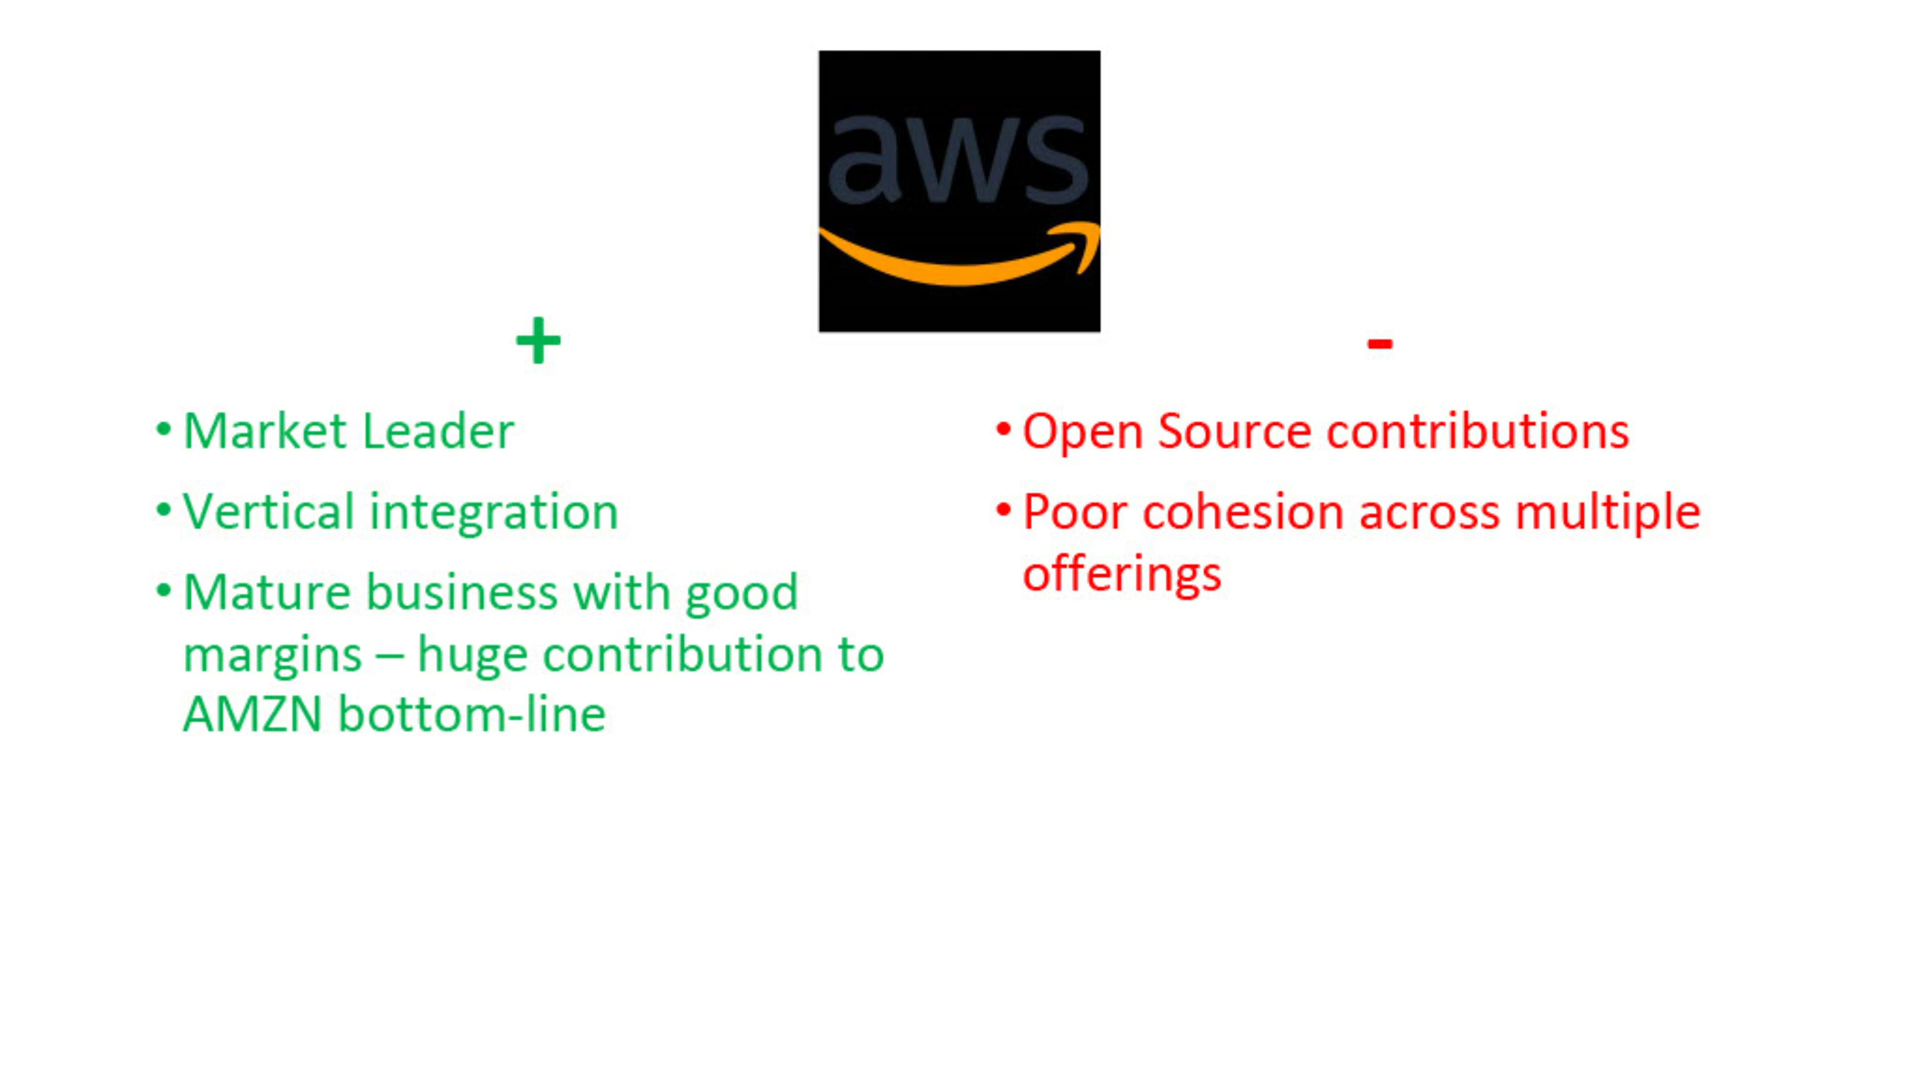 aws
+
• Market Leader
• Vertical integration
• Mature business with good
margins – huge contribution to
AMZN bottom-line
-
• Open Source contributions
• Poor cohesion across multiple
offerings